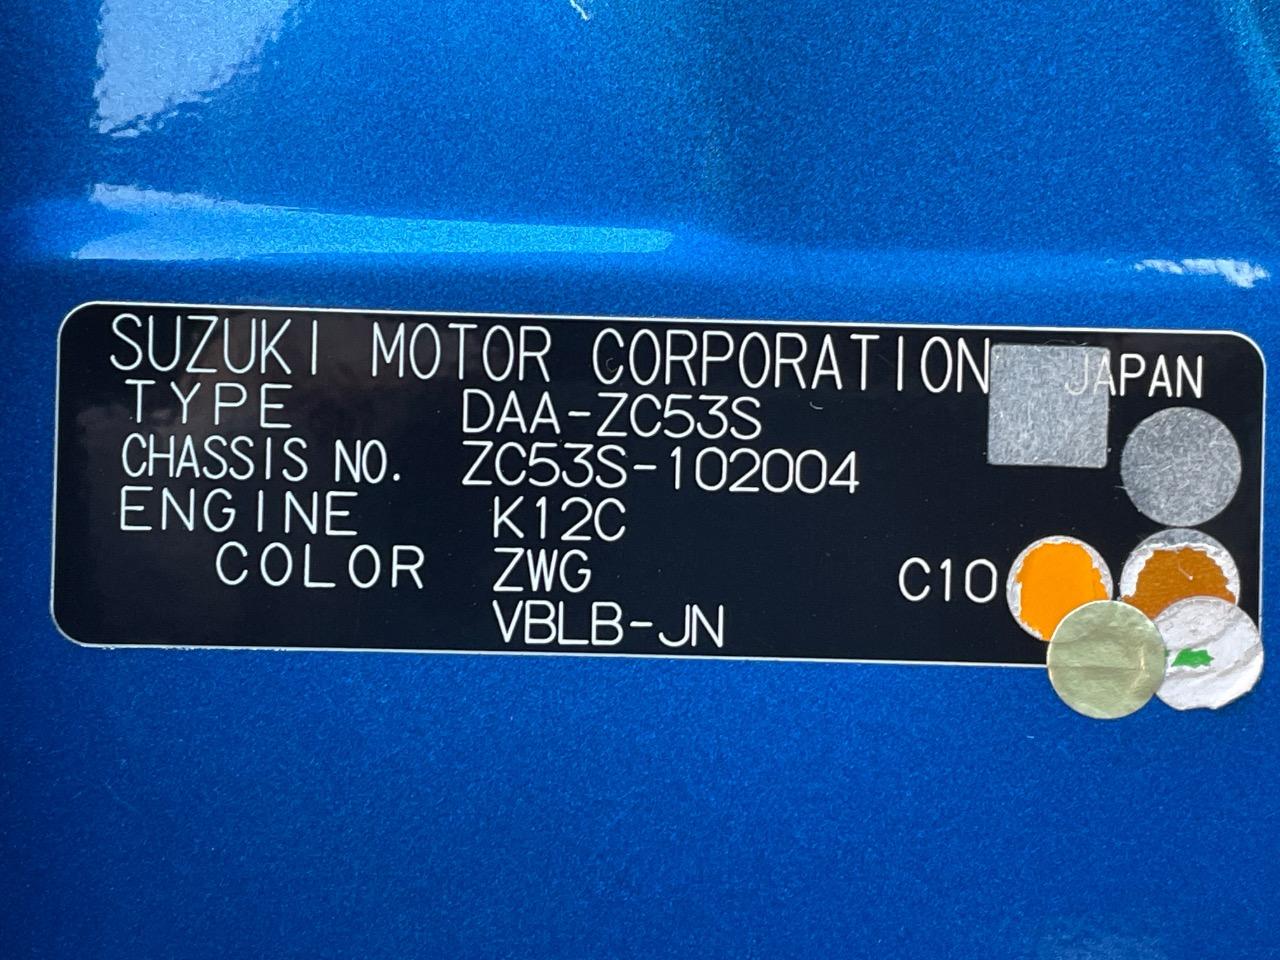 SUZUKI MOTOR CORPORATION JAPAN
TYPE DAA-ZC53S
CHASSIS NO. ZC53S-102004
ENGINE K12C
COLOR ZWG C10
VBLB-JN